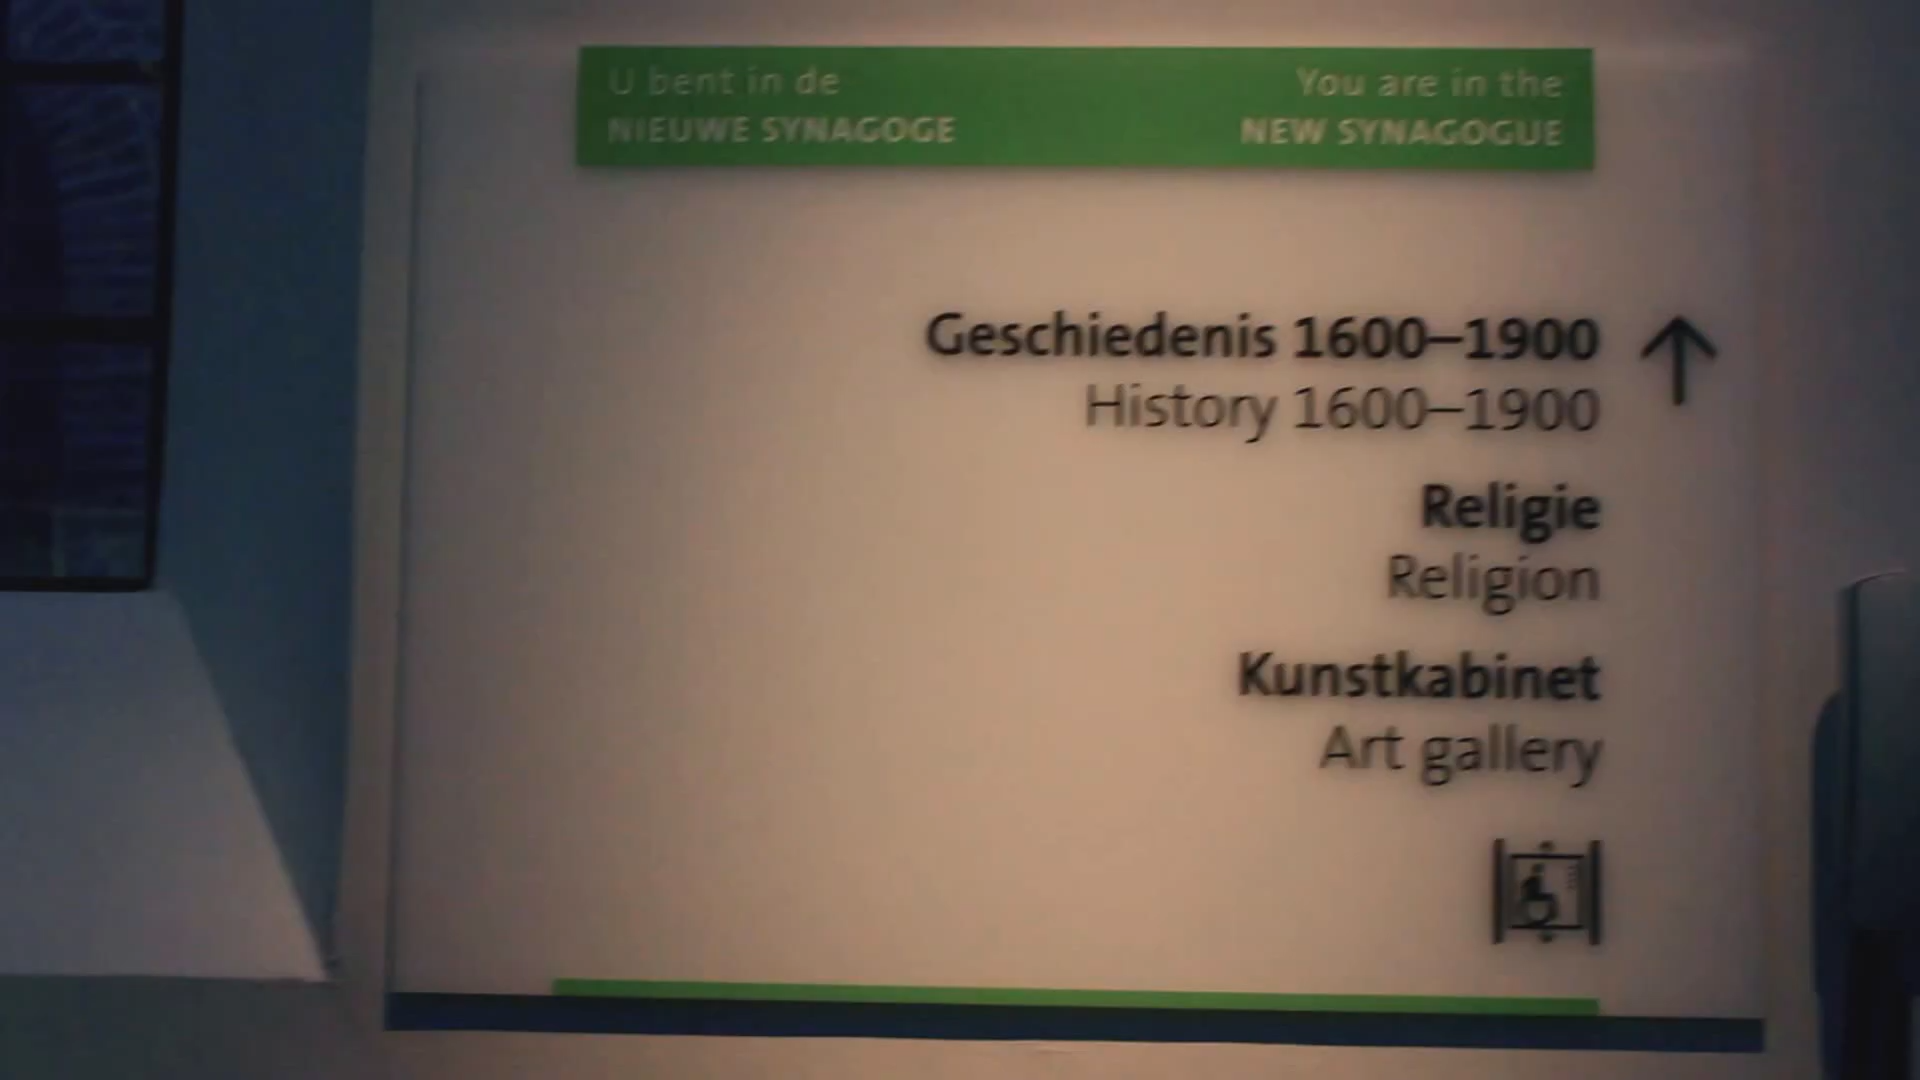 U bent in de
NIEUWE SYNAGOGE
You are in the
NEW SYNAGOGUE
Geschiedenis 1600–1900
History 1600–1900
Religie
Religion
Kunstkabinet
Art gallery